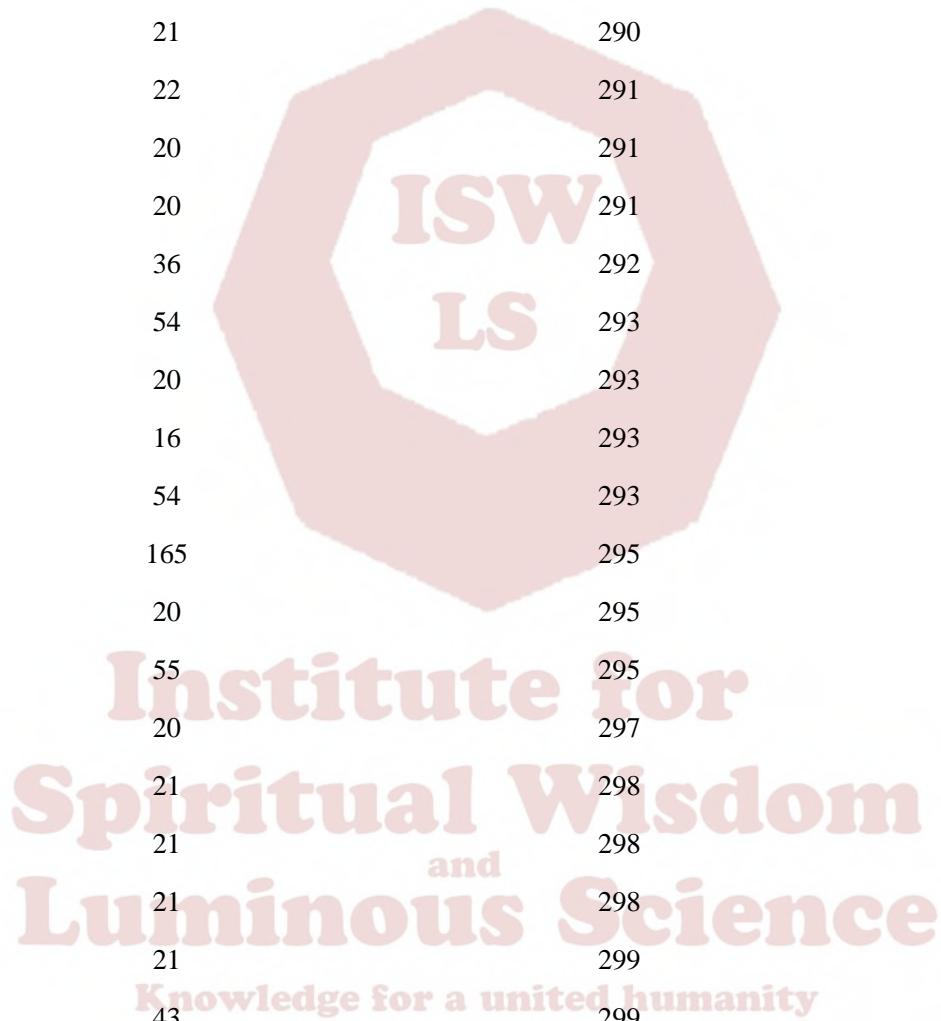 21 290
22 291
20 291
ISW
20 291
36 292
LS
54 293
20 293
16 293
54 293
165 295
20 295
Institute for
55 295
20 297
Spiritual Wisdom
21 298
21 298
and
Luminous Science
21 298
21 299
Knowledge for a united humanity
43 299